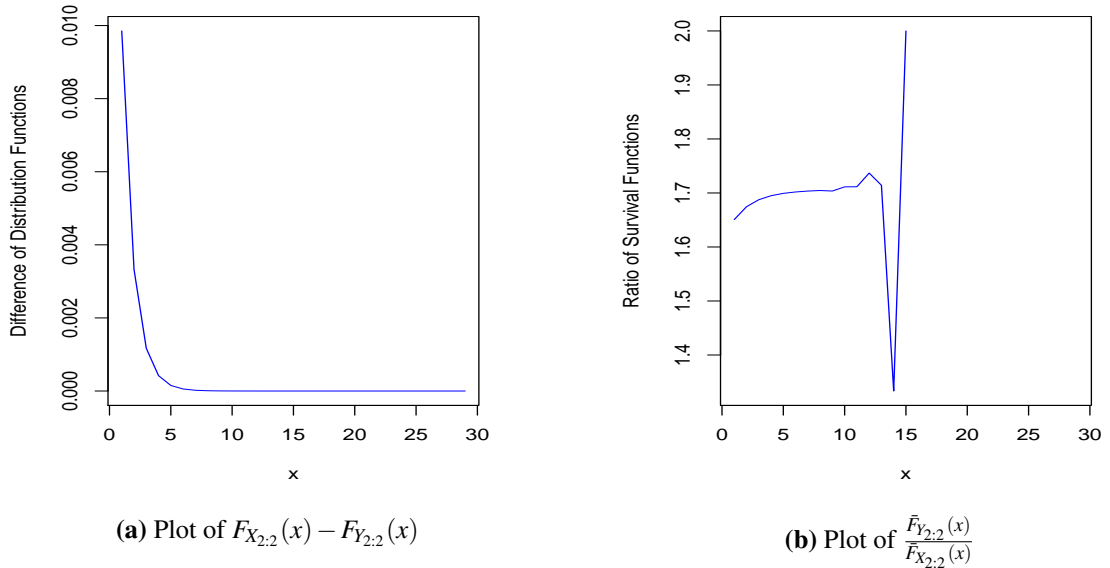 Difference of Distribution Functions
0.010
0.008
0.006
0.004
0.002
0.000
0 5 10 15 20 25 30
x
(a) Plot of F_{X_{2:2}}(x) − F_{Y_{2:2}}(x)
Ratio of Survival Functions
2.0
1.9
1.8
1.7
1.6
1.5
1.4
0 5 10 15 20 25 30
x
(b) Plot of \frac{\bar{F}_{Y_{2:2}}(x)}{\bar{F}_{X_{2:2}}(x)}